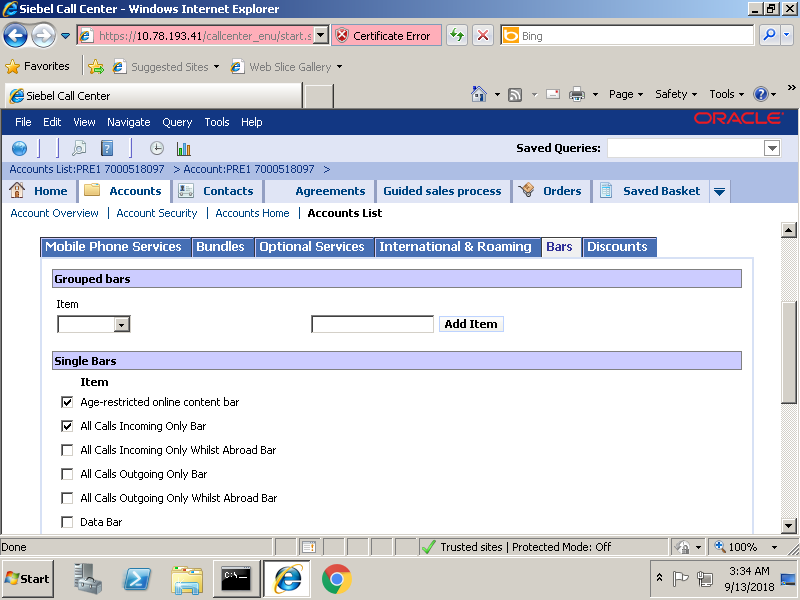 Siebel Call Center - Windows Internet Explorer
https://10.78.193.41/callcenter_enu/start.s
Certificate Error
Bing
Favorites
Suggested Sites
Web Slice Gallery
Siebel Call Center
Page
Safety
Tools
»
File Edit View Navigate Query Tools Help
ORACLE
Saved Queries:
Accounts List:PRE1 7000518097 > Account:PRE1 7000518097 >
Home
Accounts
Contacts
Agreements
Guided sales process
Orders
Saved Basket
Account Overview | Account Security | Accounts Home | Accounts List
Mobile Phone Services
Bundles
Optional Services
International & Roaming
Bars
Discounts
Grouped bars
Item
Add Item
Single Bars
Item
Age-restricted online content bar
All Calls Incoming Only Bar
All Calls Incoming Only Whilst Abroad Bar
All Calls Outgoing Only Bar
All Calls Outgoing Only Whilst Abroad Bar
Data Bar
Done
Trusted sites | Protected Mode: Off
100%
Start
C:\
3:34 AM
9/13/2018